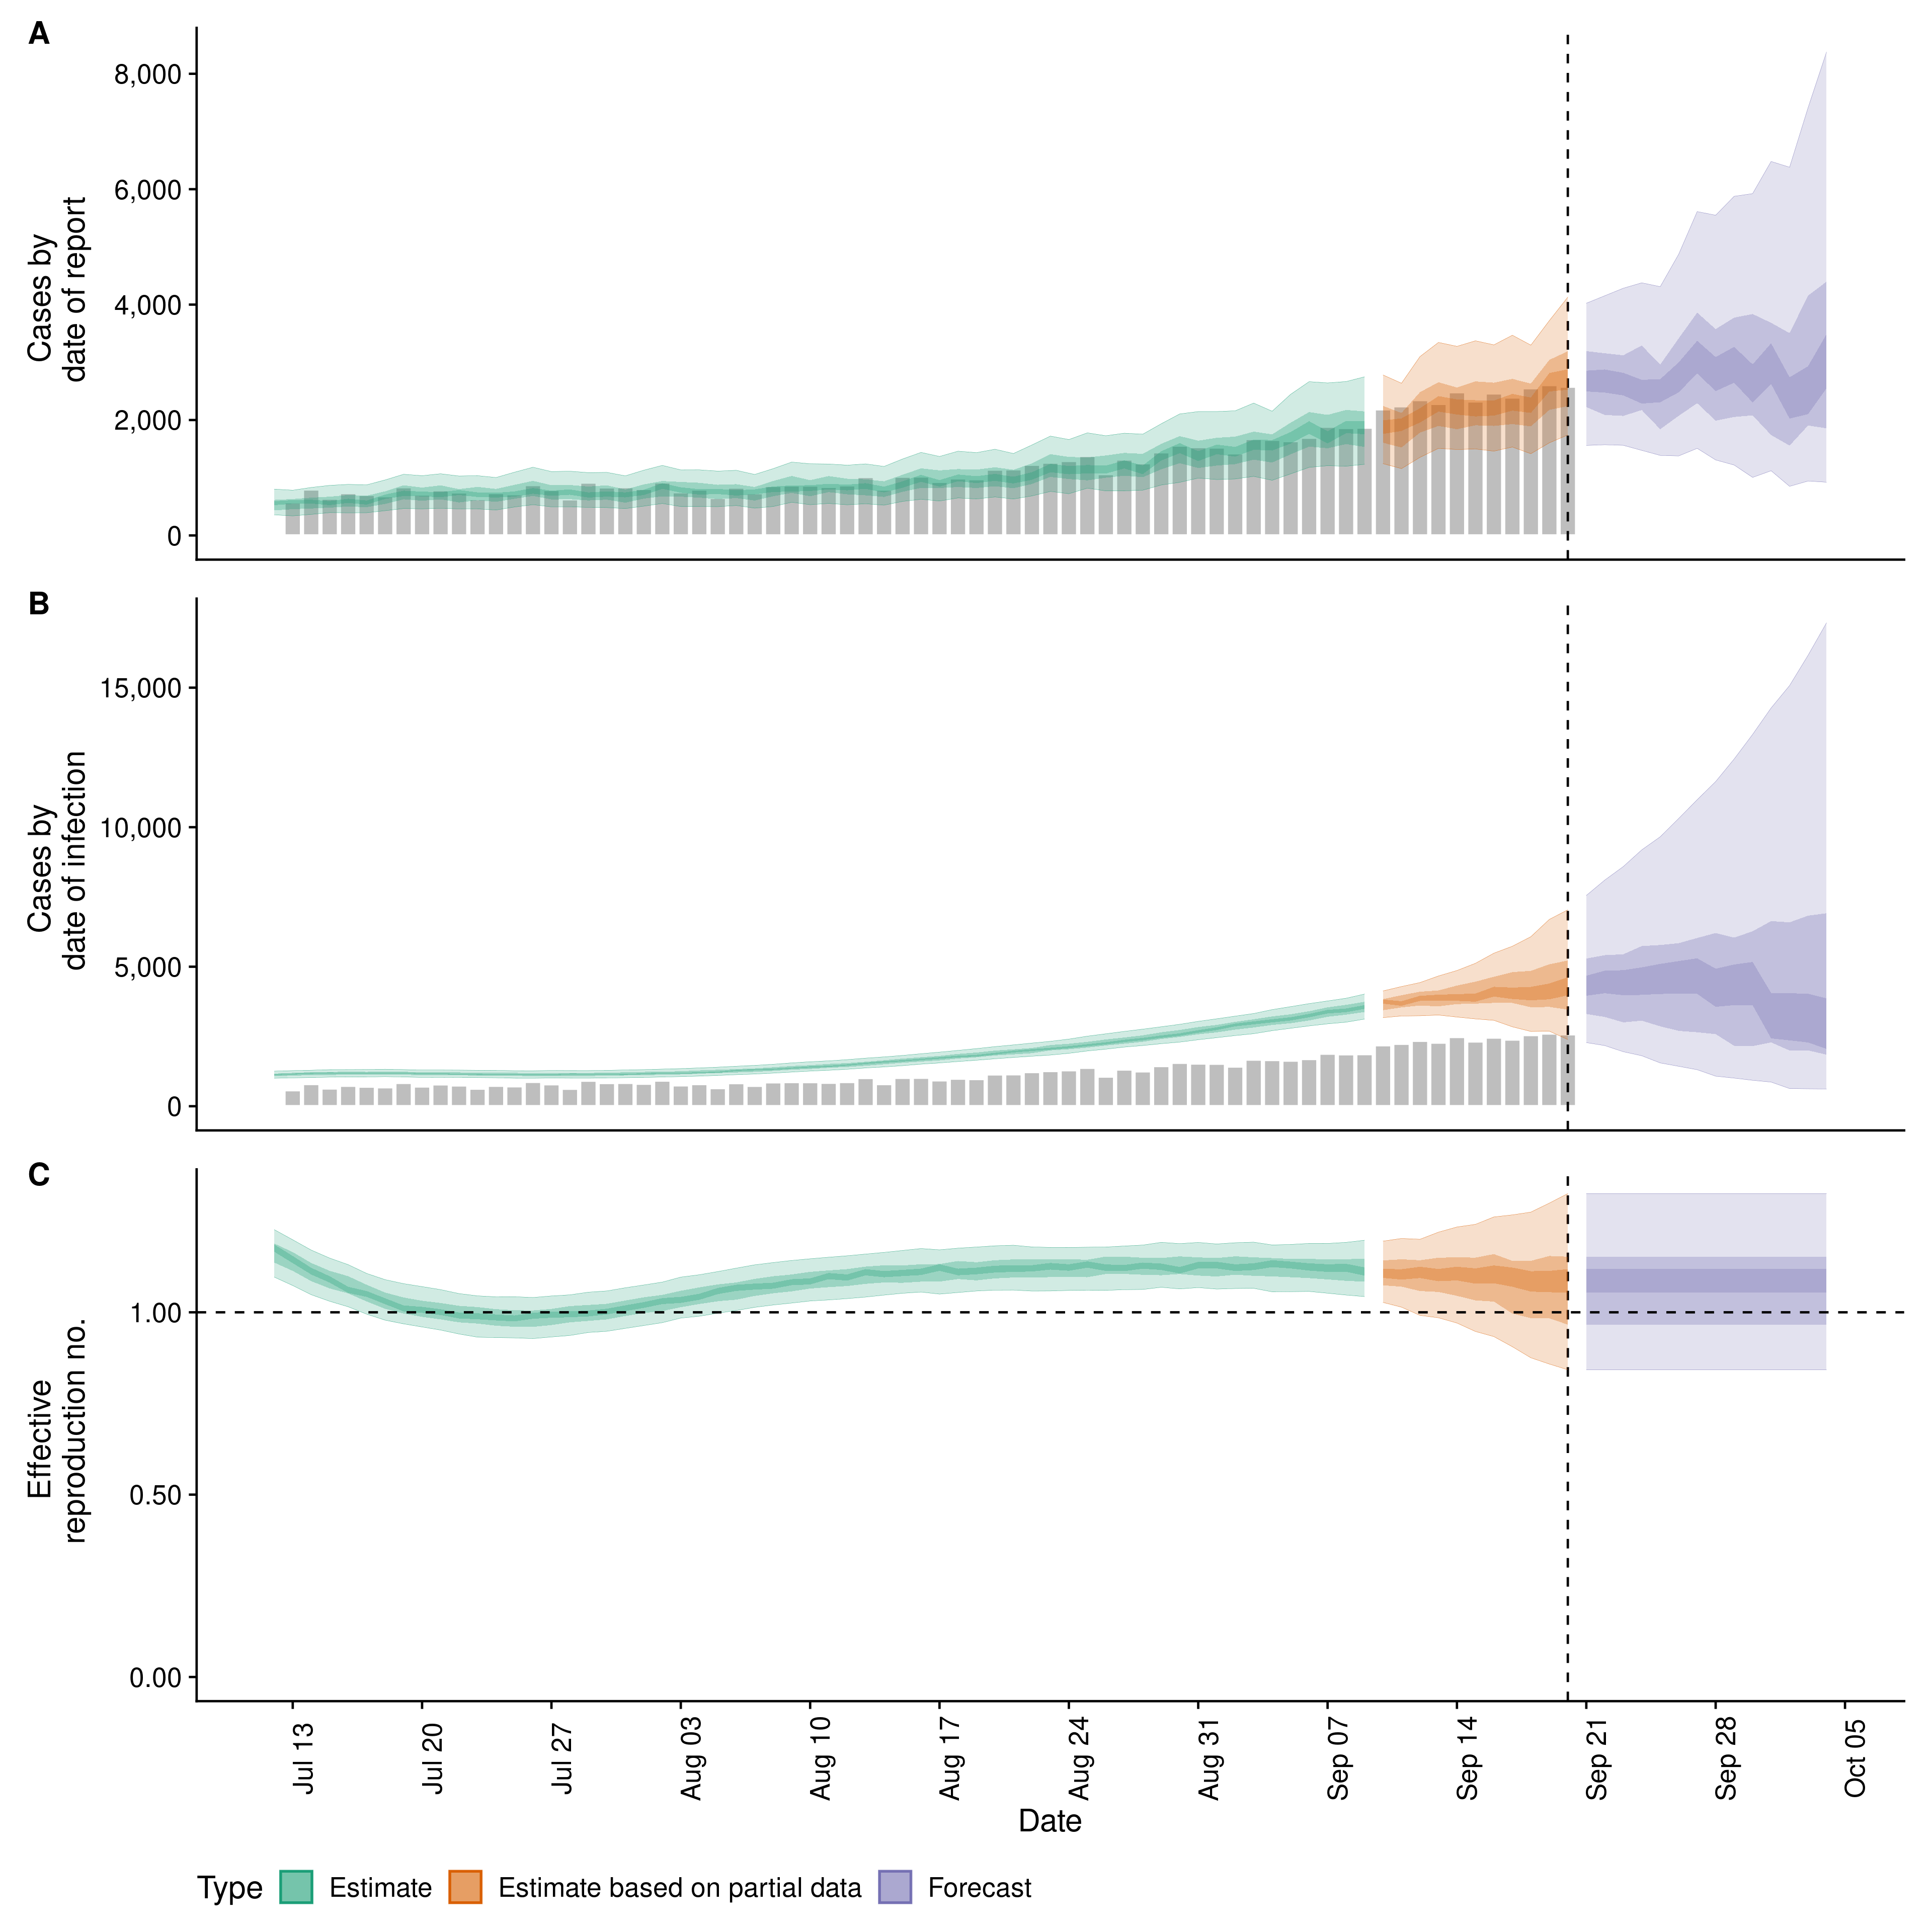 A
8,000
6,000
4,000
2,000
0
Cases by
date of report
B
15,000
10,000
5,000
0
Cases by
date of infection
C
1.00
0.50
0.00
Effective
reproduction no.
Jul 13
Jul 20
Jul 27
Aug 03
Aug 10
Aug 17
Aug 24
Aug 31
Sep 07
Sep 14
Sep 21
Sep 28
Oct 05
Date
Type Estimate Estimate based on partial data Forecast